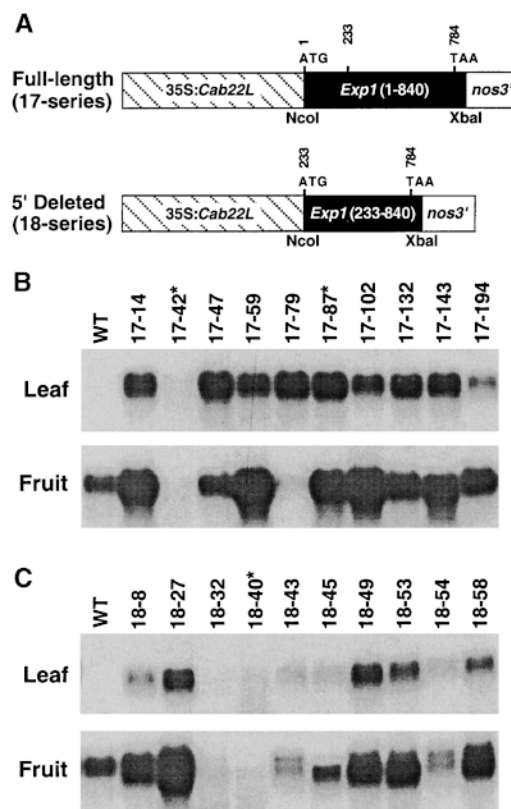 A
1 233 784
ATG TAA
Full-length (17-series)
35S:Cab22L Exp1(1-840) nos3'
NcoI XbaI
233 784
ATG TAA
5' Deleted (18-series)
35S:Cab22L Exp1(233-840) nos3'
NcoI XbaI
B
WT 17-14 17-42* 17-47 17-59 17-79 17-87* 17-102 17-132 17-143 17-194
Leaf
Fruit
C
WT 18-8 18-27 18-32 18-40* 18-43 18-45 18-49 18-53 18-54 18-58
Leaf
Fruit